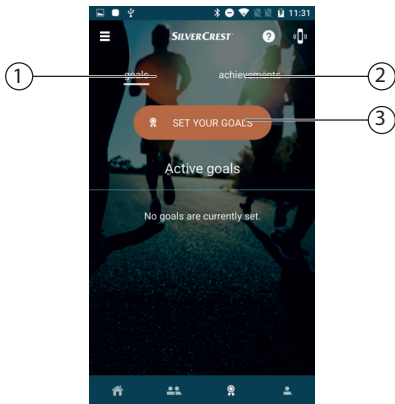 11:31
SILVERCREST
?
1
goals
achievements
2
SET YOUR GOALS
3
Active goals
No goals are currently set.